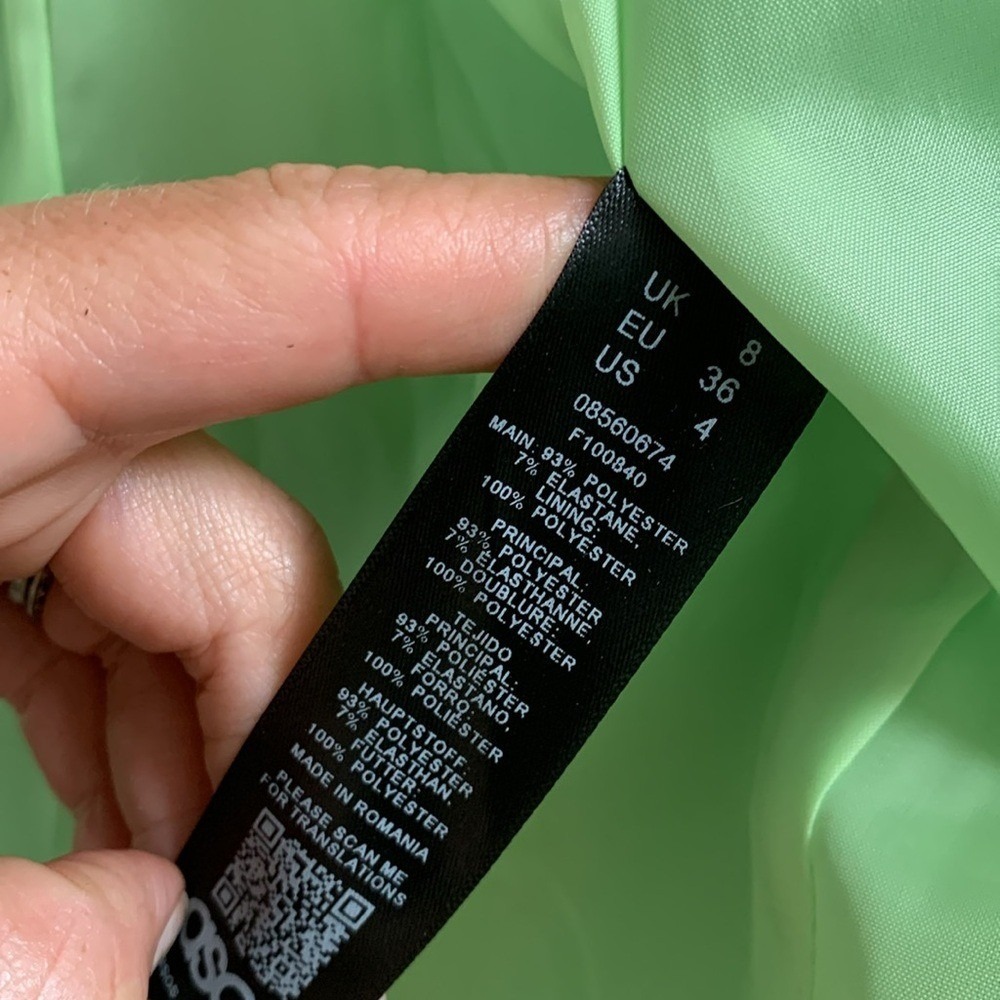 UK 8
EU 36
US 4
08560674
F100840
MAIN: 93% POLYESTER
7% ELASTANE,
LINING:
100% POLYESTER
PRINCIPAL:
93% POLYESTER
7% ÉLASTHANNE.
DOUBLURE:
100% POLYESTER
TEJIDO
PRINCIPAL:
93% POLIÉSTER
7% ELASTANO,
FORRO:
100% POLIÉSTER
HAUPTSTOFF:
93% POLYESTER
7% ELASTHAN,
FUTTER:
100% POLYESTER
MADE IN ROMANIA
PLEASE SCAN ME
FOR TRANSLATIONS